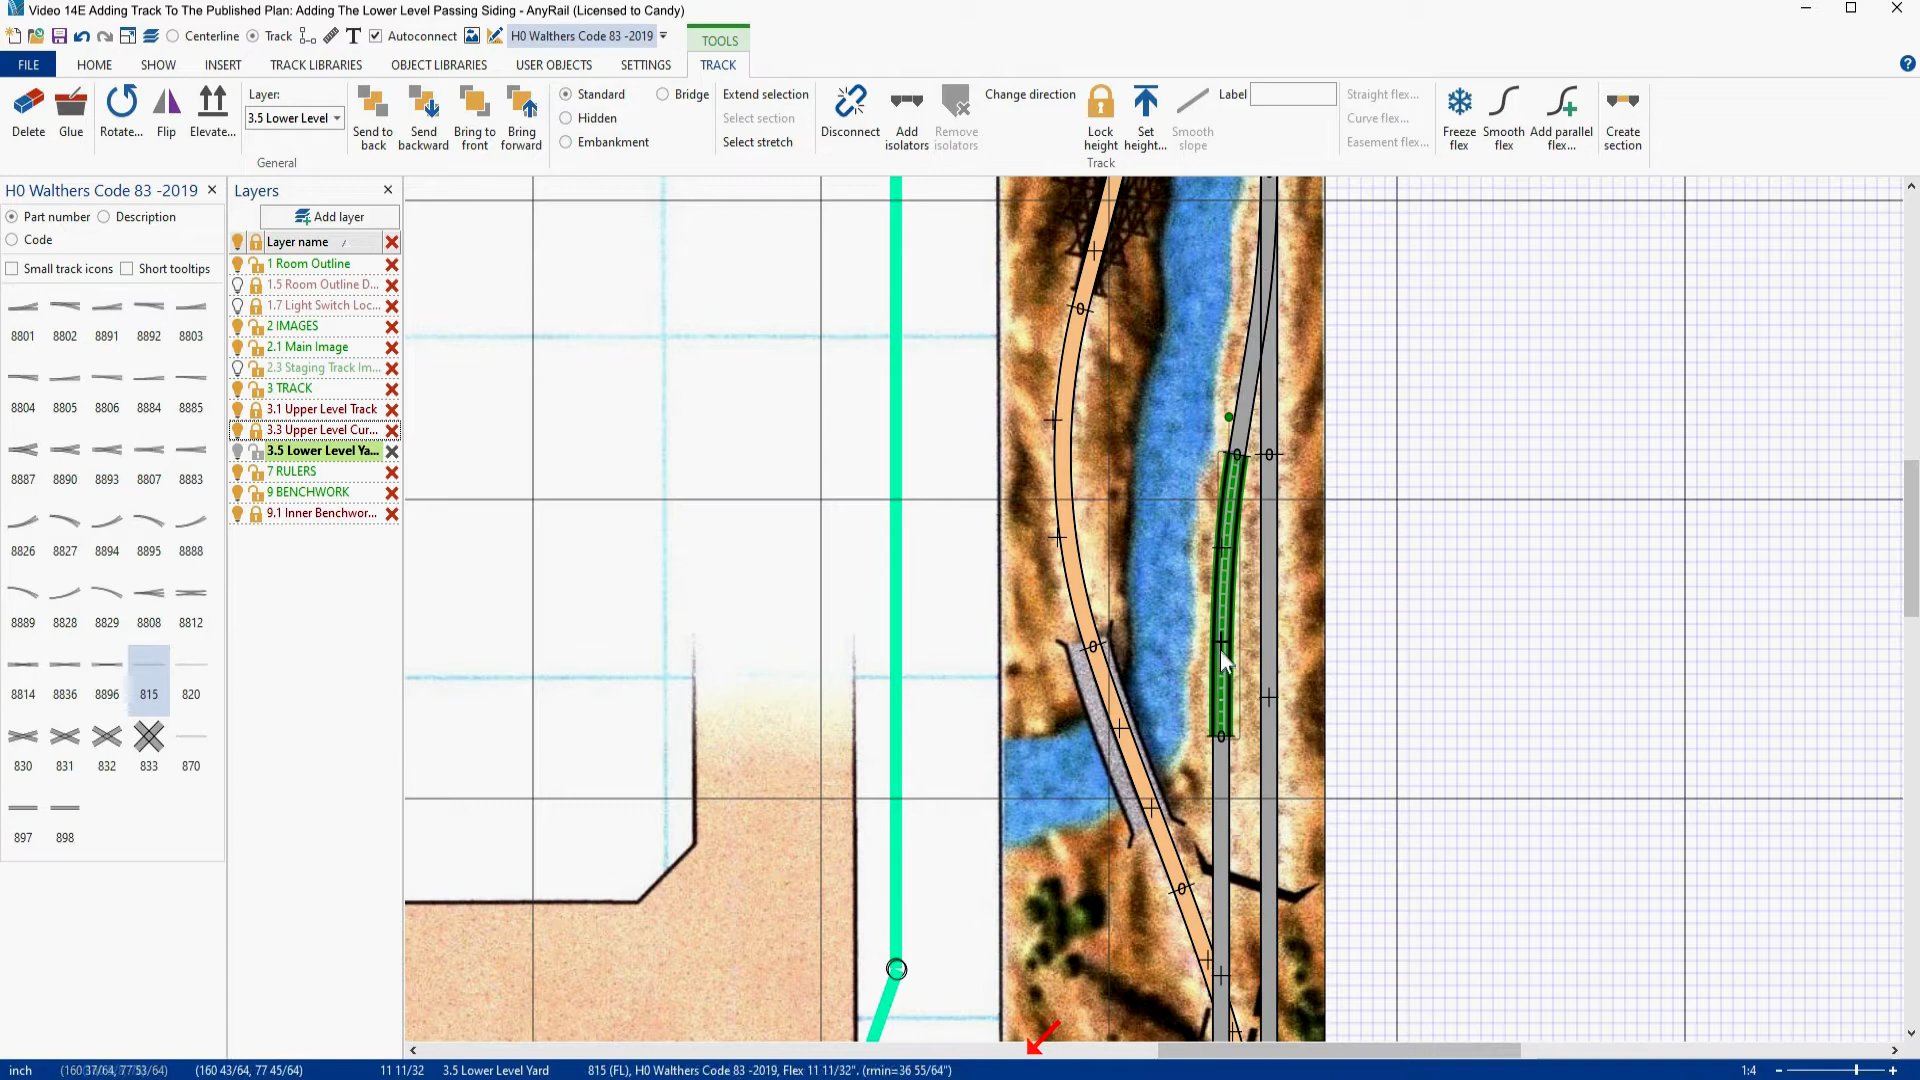 Video 14E Adding Track To The Published Plan: Adding The Lower Level Passing Siding - AnyRail (Licensed to Candy)
Centerline Track T Autoconnect H0 Walthers Code 83 -2019 TOOLS
FILE HOME SHOW INSERT TRACK LIBRARIES OBJECT LIBRARIES USER OBJECTS SETTINGS TRACK
Delete Glue Rotate... Flip Elevate... Layer: 3.5 Lower Level
General
Send to back Send backward Bring to front Bring forward
Standard Bridge
Hidden
Embankment
Extend selection
Select section
Select stretch
Disconnect Add isolators Remove isolators Change direction Lock height Set height... Smooth slope Label
Track
Straight flex...
Curve flex...
Easement flex...
Freeze flex Smooth flex Add parallel flex... Create section
H0 Walthers Code 83 -2019
Part number Description
Code
Small track icons Short tooltips
8801 8802 8891 8892 8803
8804 8805 8806 8884 8885
8887 8890 8893 8807 8883
8826 8827 8894 8895 8888
8889 8828 8829 8808 8812
8814 8836 8896 815 820
830 831 832 833 870
897 898
Layers
Add layer
Layer name
1 Room Outline
1.5 Room Outline D...
1.7 Light Switch Loc...
2 IMAGES
2.1 Main Image
2.3 Staging Track Im...
3 TRACK
3.1 Upper Level Track
3.3 Upper Level Cur...
3.5 Lower Level Ya...
7 RULERS
9 BENCHWORK
9.1 Inner Benchwor...
0
0 0
0
0
0
inch (160 43/64, 77 45/64) 11 11/32 3.5 Lower Level Yard 815 (FL), H0 Walthers Code 83 -2019, Flex 11 11/32". (rmin=36 55/64") 1:4